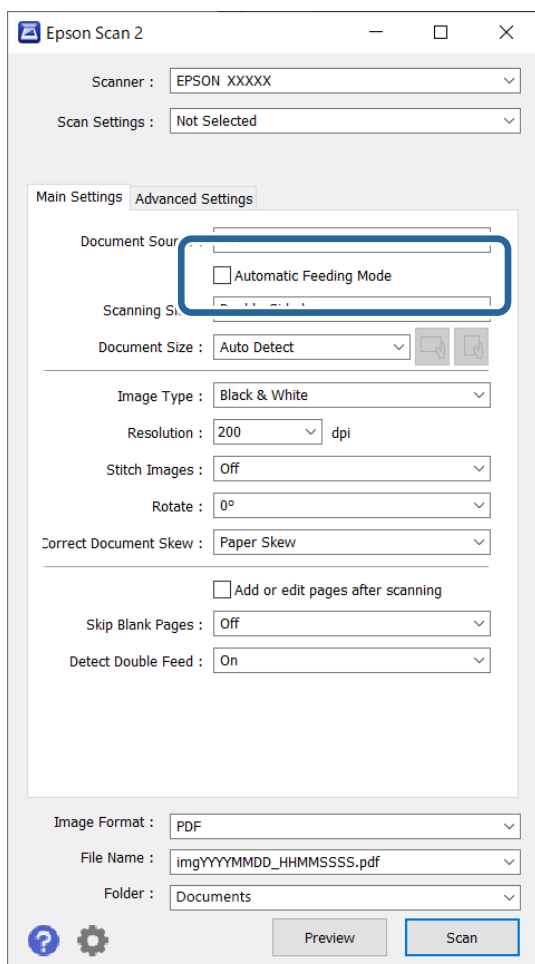 Epson Scan 2
Scanner : EPSON XXXXX
Scan Settings : Not Selected
Main Settings Advanced Settings
Document
Automatic Feeding Mode
Scanning
Document Size : Auto Detect
Image Type : Black & White
Resolution : 200 dpi
Stitch Images : Off
Rotate : 0°
Correct Document Skew : Paper Skew
Add or edit pages after scanning
Skip Blank Pages : Off
Detect Double Feed : On
Image Format : PDF
File Name : imgYYYYMMDD_HHMMSSSS.pdf
Folder : Documents
? Preview Scan